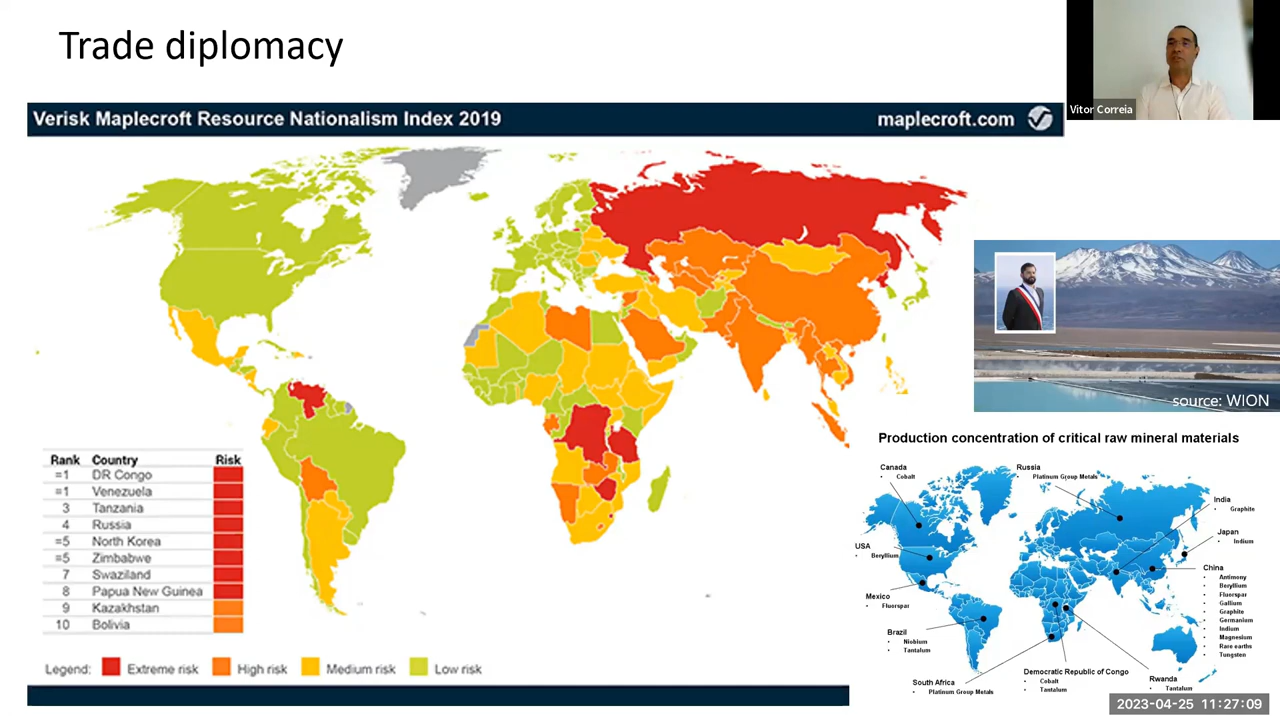 Trade diplomacy
Vitor Correia
Verisk Maplecroft Resource Nationalism Index 2019
maplecroft.com
Rank Country Risk
=1 DR Congo
=1 Venezuela
3 Tanzania
4 Russia
=5 North Korea
=5 Zimbabwe
7 Swaziland
8 Papua New Guinea
9 Kazakhstan
10 Bolivia
Legend: Extreme risk High risk Medium risk Low risk
source: WION
Production concentration of critical raw mineral materials
Canada
• Cobalt
Russia
• Platinum Group Metals
India
• Graphite
Japan
• Indium
USA
• Beryllium
China
• Antimony
• Beryllium
• Fluorspar
• Gallium
• Graphite
• Germanium
• Indium
• Magnesium
• Rare earths
• Tungsten
Mexico
• Fluorspar
Brazil
• Niobium
• Tantalum
South Africa
• Platinum Group Metals
Democratic Republic of Congo
• Cobalt
• Tantalum
Rwanda
• Tantalum
2023-04-25 11:27:09